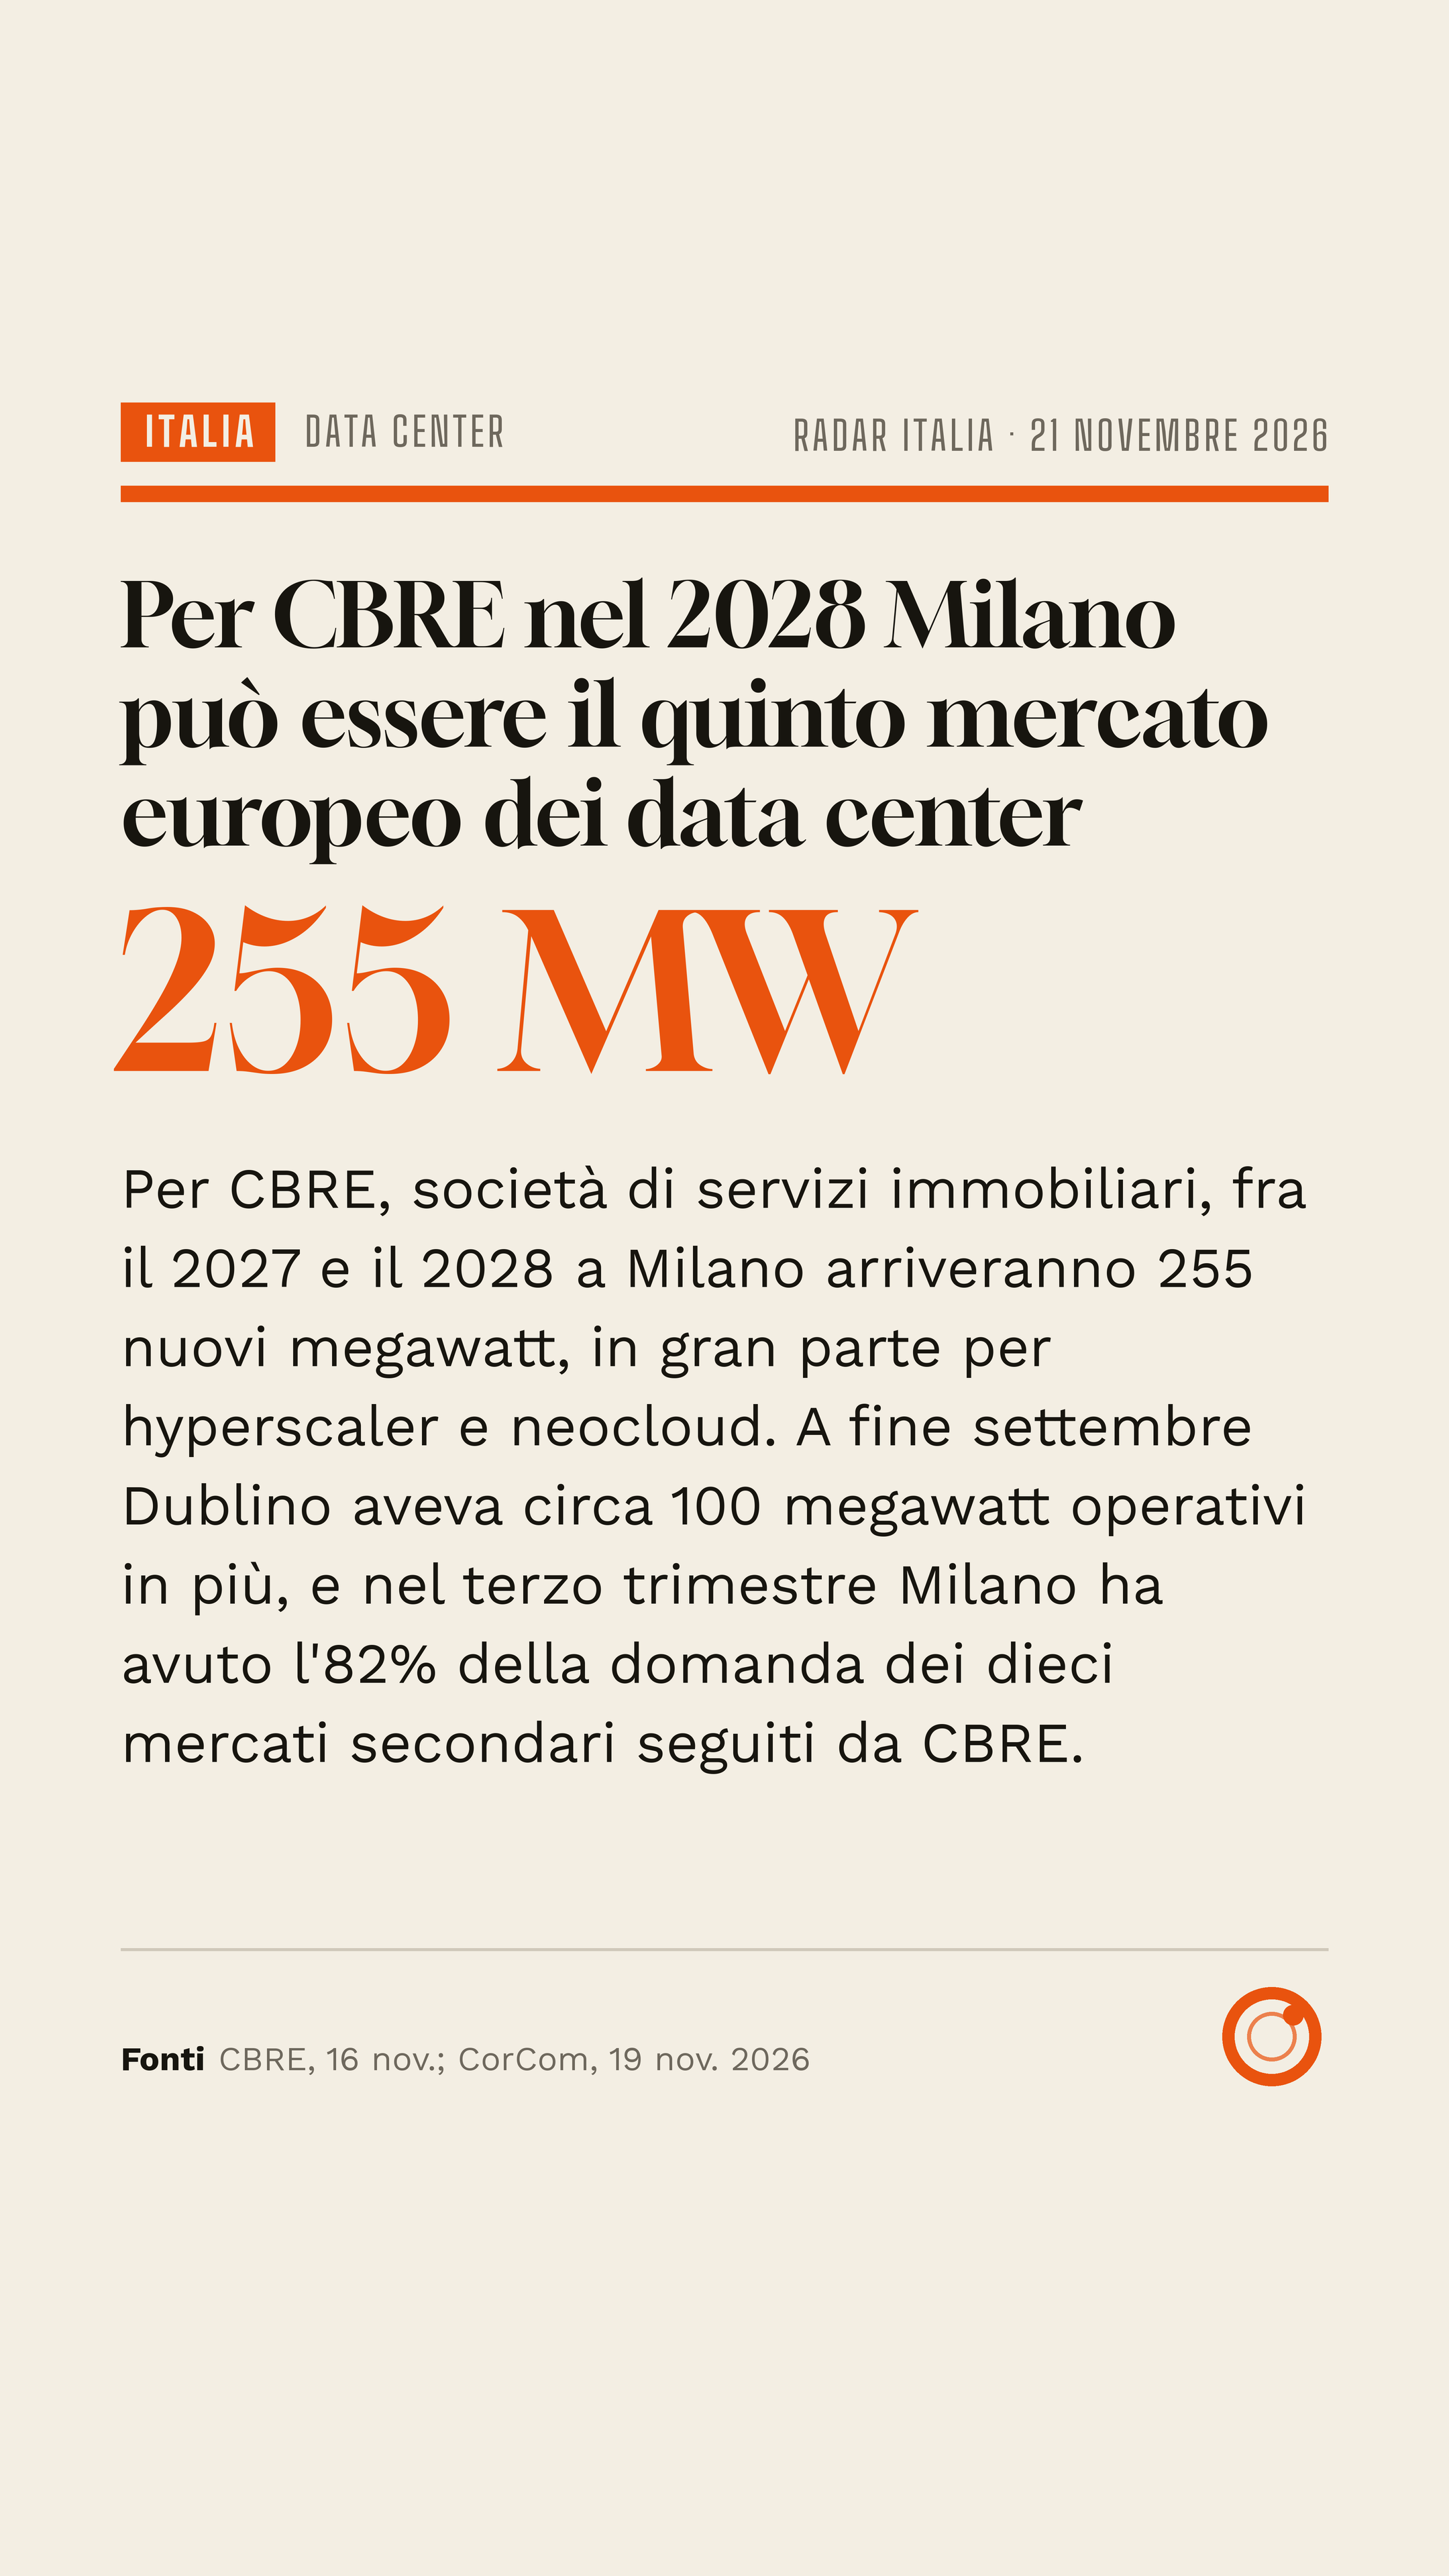 ITALIA DATA CENTER RADAR ITALIA · 21 NOVEMBRE 2026
Per CBRE nel 2028 Milano
può essere il quinto mercato
europeo dei data center
255 MW
Per CBRE, società di servizi immobiliari, fra
il 2027 e il 2028 a Milano arriveranno 255
nuovi megawatt, in gran parte per
hyperscaler e neocloud. A fine settembre
Dublino aveva circa 100 megawatt operativi
in più, e nel terzo trimestre Milano ha
avuto l'82% della domanda dei dieci
mercati secondari seguiti da CBRE.
Fonti CBRE, 16 nov.; CorCom, 19 nov. 2026